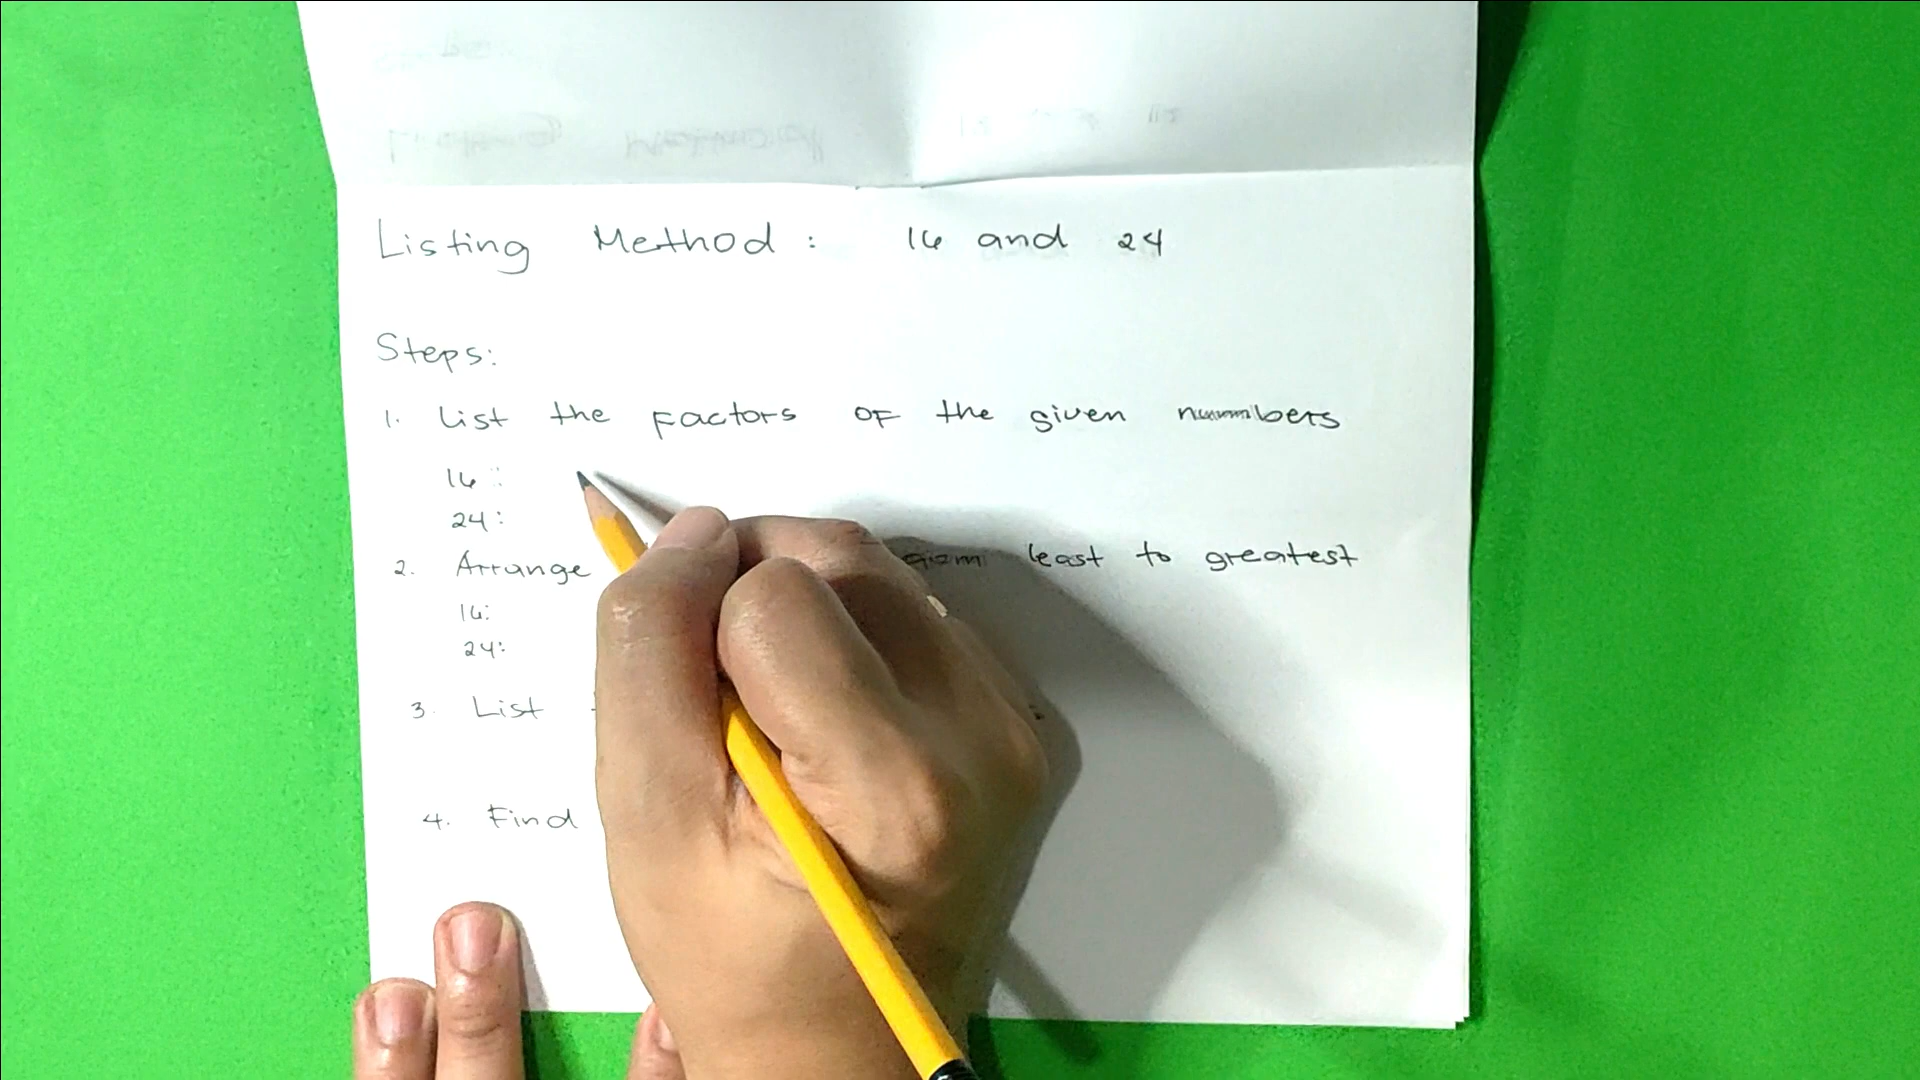 Listing Method : 16 and 24
Steps:
1. List the Factors OF the given numbers
16 :
24 :
2. Arrange least to greatest
16:
24:
3. List
4. Find